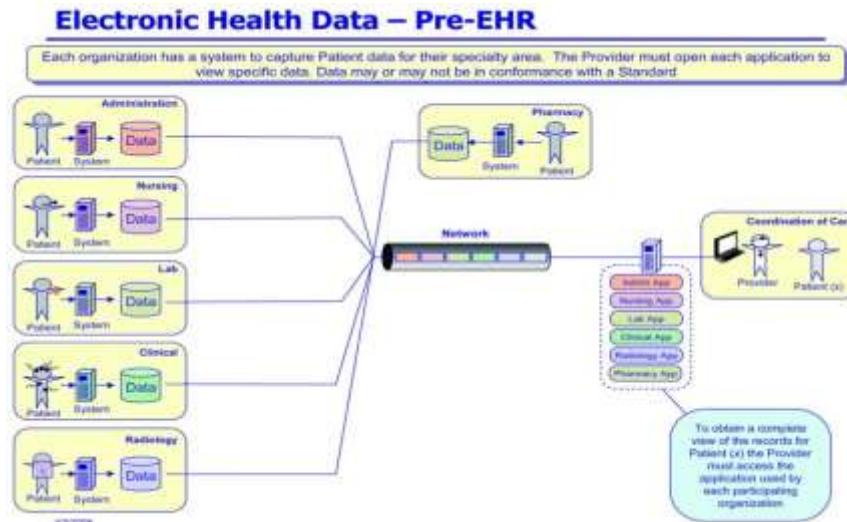 Electronic Health Data – Pre-EHR
Each organization has a system to capture Patient data for their specialty area. The Provider must open each application to
view specific data. Data may or may not be in conformance with a Standard
Administration
Data
Patient
System
Pharmacy
Data
System
Patient
Nursing
Data
Patient
System
Network
Coordination of Car
Provider
Patient (x)
Lab
Data
Patient
System
Admin App
Nursing App
Lab App
Clinical App
Radiology App
Pharmacy App
Clinical
Data
Patient
System
Radiology
Data
Patient
System
To obtain a complete
view of the records for
Patient (x) the Provider
must access the
application used by
each participating
organization